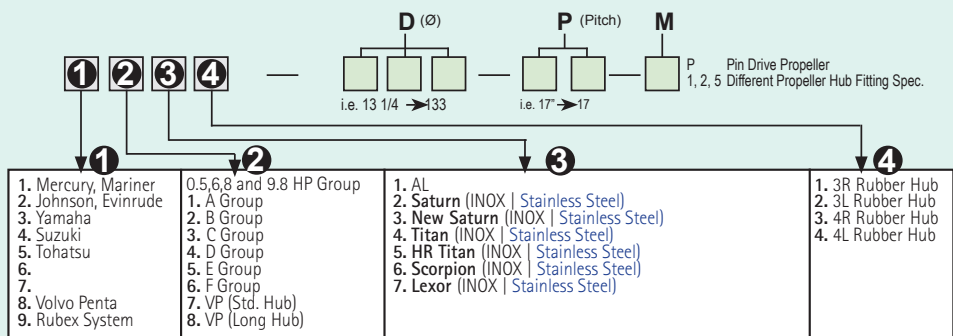 D (Ø) P (Pitch) M
1 2 3 4 — — —
P Pin Drive Propeller
1, 2, 5 Different Propeller Hub Fitting Spec.
i.e. 13 1/4 ➔133 i.e. 17" ➔17
1
1. Mercury, Mariner
2. Johnson, Evinrude
3. Yamaha
4. Suzuki
5. Tohatsu
6.
7.
8. Volvo Penta
9. Rubex System
2
0.5,6,8 and 9.8 HP Group
1. A Group
2. B Group
3. C Group
4. D Group
5. E Group
6. F Group
7. VP (Std. Hub)
8. VP (Long Hub)
3
1. AL
2. Saturn (INOX | Stainless Steel)
3. New Saturn (INOX | Stainless Steel)
4. Titan (INOX | Stainless Steel)
5. HR Titan (INOX | Stainless Steel)
6. Scorpion (INOX | Stainless Steel)
7. Lexor (INOX | Stainless Steel)
4
1. 3R Rubber Hub
2. 3L Rubber Hub
3. 4R Rubber Hub
4. 4L Rubber Hub